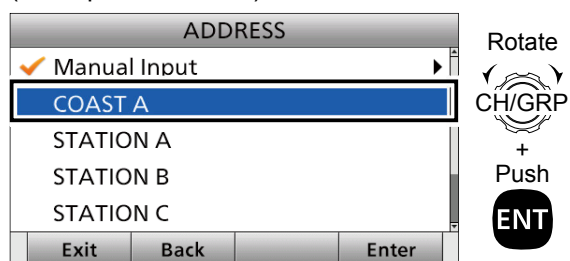 ADDRESS
Manual Input
COAST A
STATION A
STATION B
STATION C
Exit Back Enter
Rotate
CH/GRP
+
Push
ENT